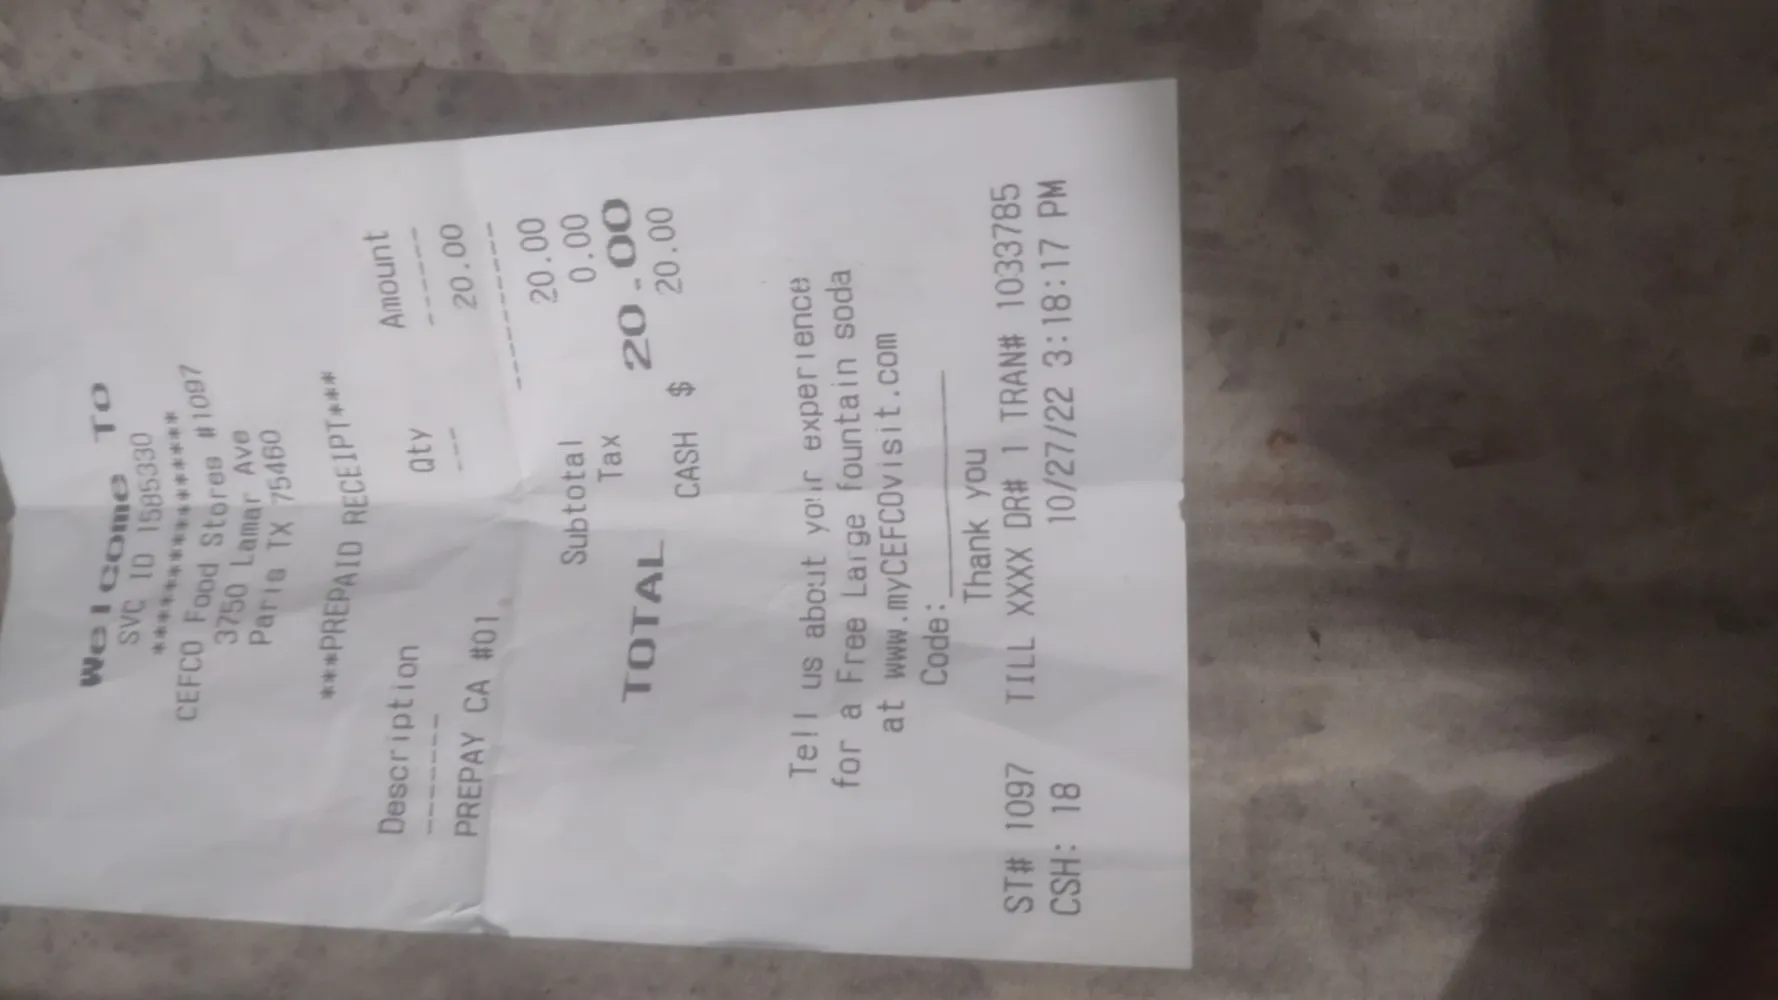 Welcome To
SVC ID 1585330
******************
CEFCO Food Stores #1097
3750 Lamar Ave
Paris TX 75460
***PREPAID RECEIPT***
Description Qty Amount
----------- --- ------
PREPAY CA #01 20.00
----------
Subtotal 20.00
Tax 0.00
TOTAL 20.00
CASH $ 20.00
Tell us about your experience
for a Free Large fountain soda
at www.myCEFCOvisit.com
Code:__________
Thank you
ST# 1097 TILL XXXX DR# 1 TRAN# 1033785
CSH: 18 10/27/22 3:18:17 PM